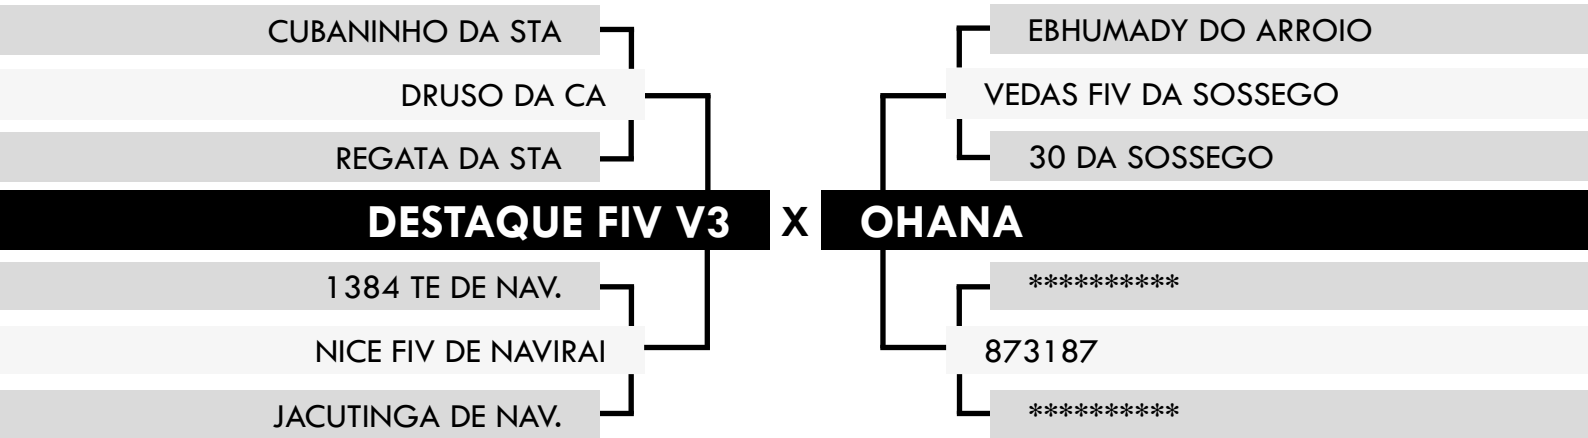 CUBANINHO DA STA
DRUSO DA CA
REGATA DA STA
DESTAQUE FIV V3 X OHANA
1384 TE DE NAV.
NICE FIV DE NAVIRAI
JACUTINGA DE NAV.
EBHUMADY DO ARROIO
VEDAS FIV DA SOSSEGO
30 DA SOSSEGO
**********
873187
**********